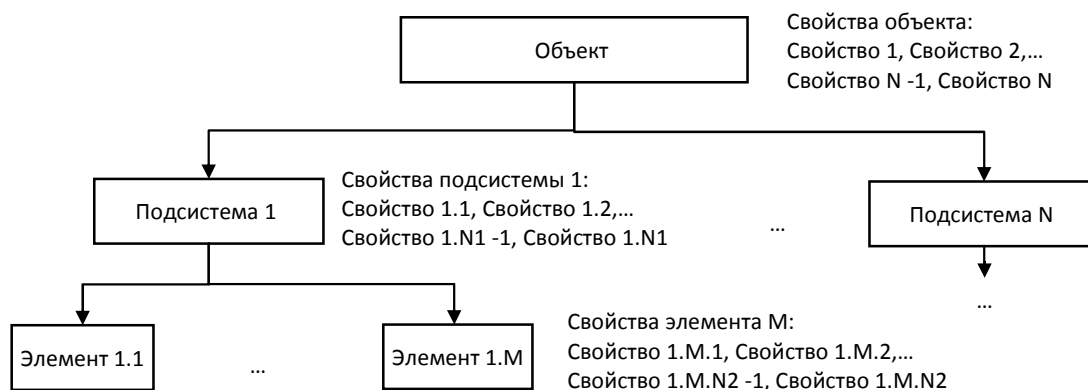 Объект
Свойства объекта:
Свойство 1, Свойство 2,...
Свойство N -1, Свойство N
Подсистема 1
Свойства подсистемы 1:
Свойство 1.1, Свойство 1.2,...
Свойство 1.N1 -1, Свойство 1.N1
...
Подсистема N
...
Элемент 1.1
...
Элемент 1.M
Свойства элемента M:
Свойство 1.M.1, Свойство 1.M.2,...
Свойство 1.M.N2 -1, Свойство 1.M.N2